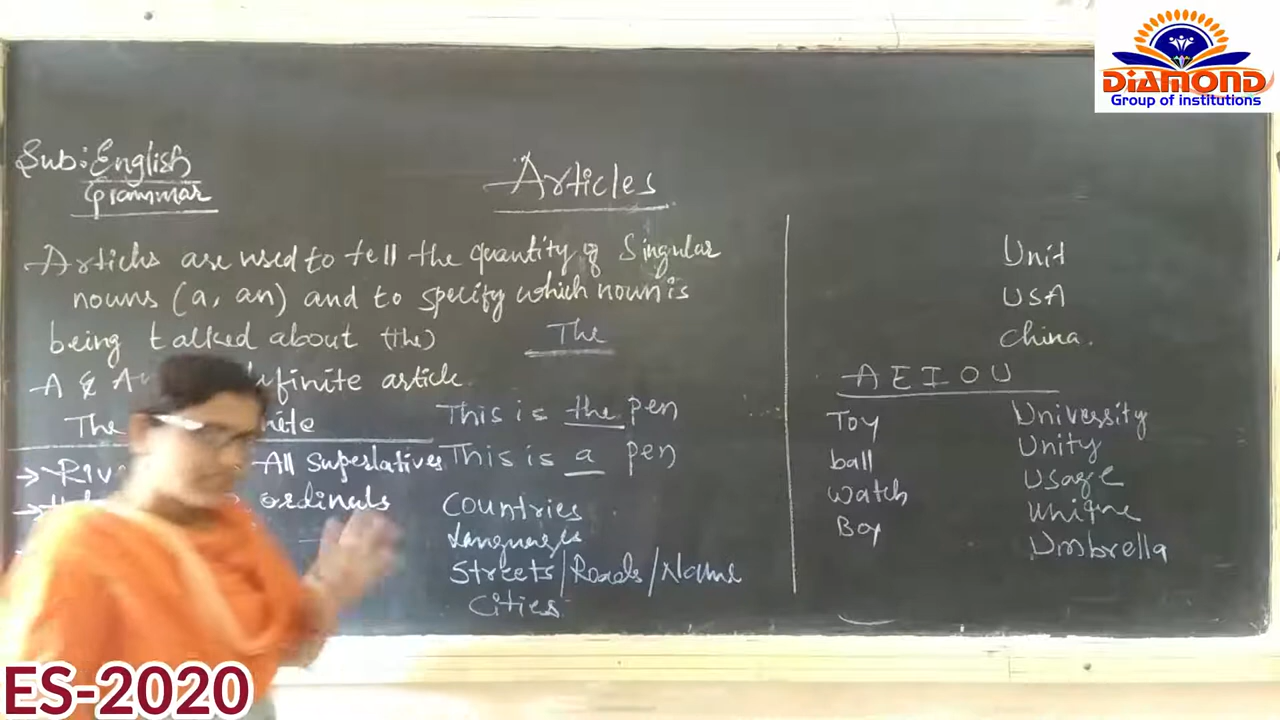 DIAMOND
Group of institutions
Sub: English
Grammar
Articles
Articles are used to tell the quantity of Singular
nouns (a, an) and to specify which noun is
being talked about (the)
The
A & definite article
The
This is the pen
This is a pen
→ All Superlatives
→ ordinals
Countries
Languages
Streets/Roads/Name
Cities
Unit
USA
China.
A E I O U
Toy
ball
watch
Boy
University
Unity
Usage
Unique
Umbrella
ES-2020